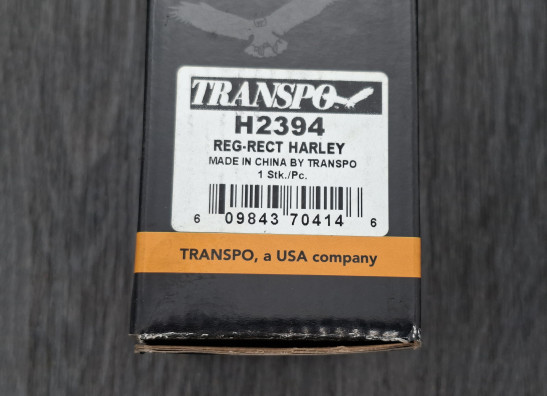 TRANSPO
H2394
REG-RECT HARLEY
MADE IN CHINA BY TRANSPO
1 Stk./Pc.
6 09843 70414 6
TRANSPO, a USA company